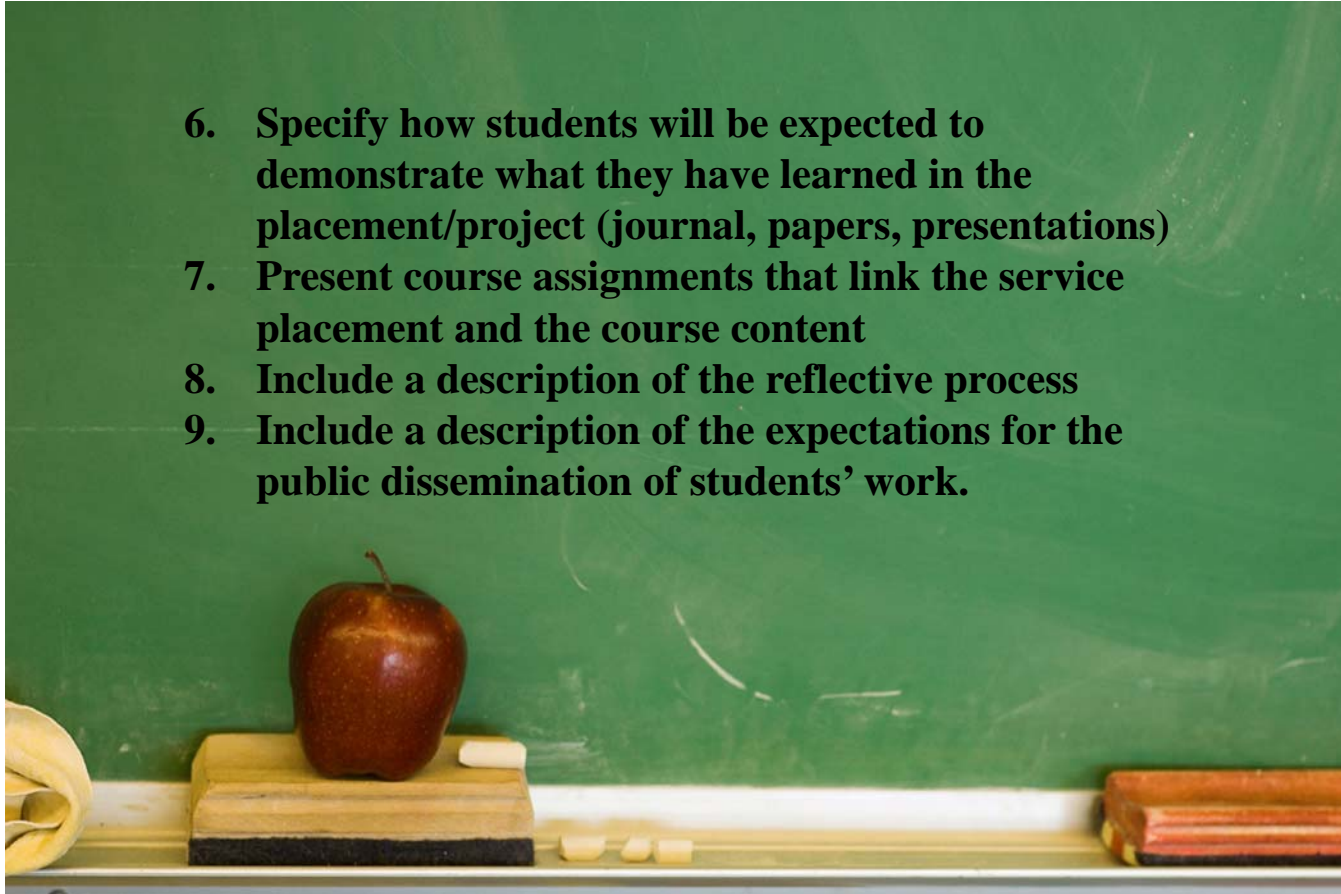 6. Specify how students will be expected to
demonstrate what they have learned in the
placement/project (journal, papers, presentations)
7. Present course assignments that link the service
placement and the course content
8. Include a description of the reflective process
9. Include a description of the expectations for the
public dissemination of students’ work.